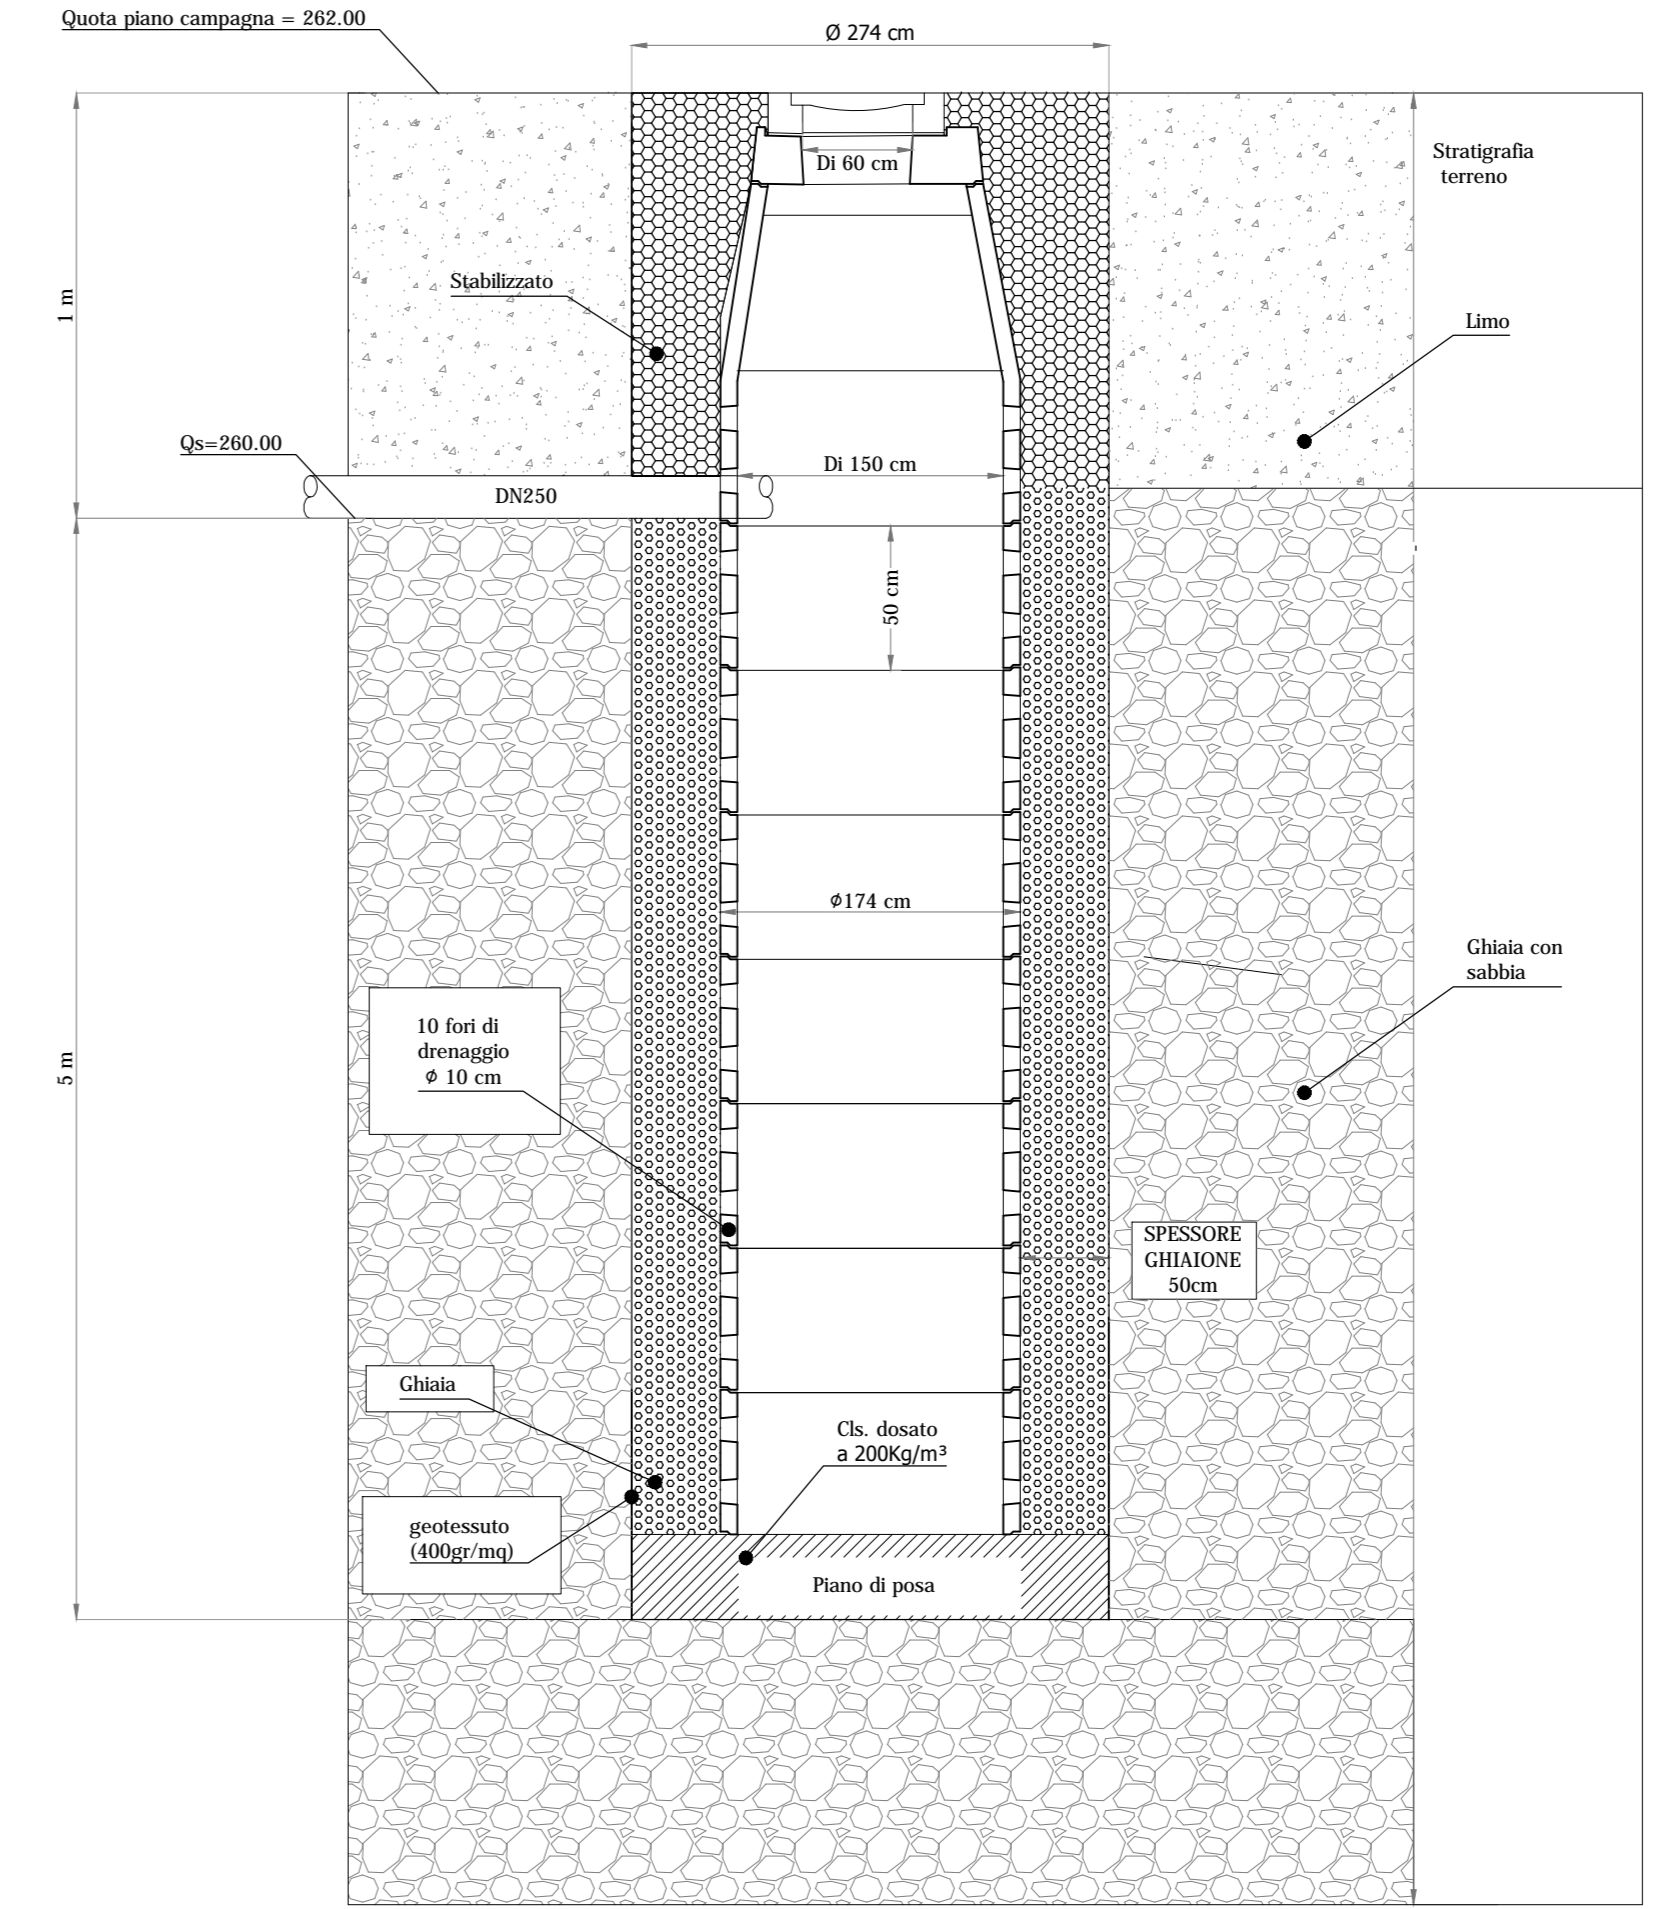 Quota piano campagna = 262.00
Ø 274 cm
Stratigrafia
terreno
Di 60 cm
Stabilizzato
1 m
Limo
Qs=260.00
Di 150 cm
DN250
50 cm
ϕ174 cm
Ghiaia con
sabbia
10 fori di
drenaggio
ϕ 10 cm
5 m
SPESSORE
GHIAIONE
50cm
Ghiaia
Cls. dosato
a 200Kg/m³
geotessuto
(400gr/mq)
Piano di posa